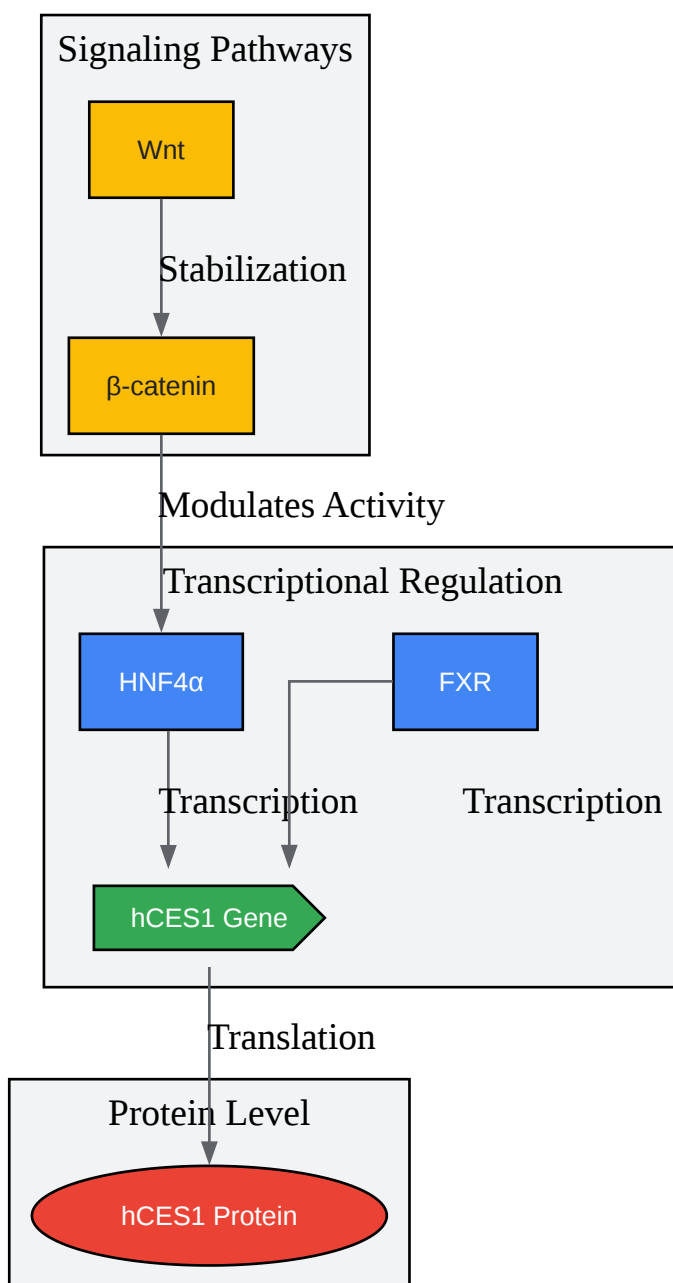 Signaling Pathways
Wnt
Stabilization
β-catenin
Modulates Activity
Transcriptional Regulation
HNF4α
FXR
Transcription
Transcription
hCES1 Gene
Translation
Protein Level
hCES1 Protein